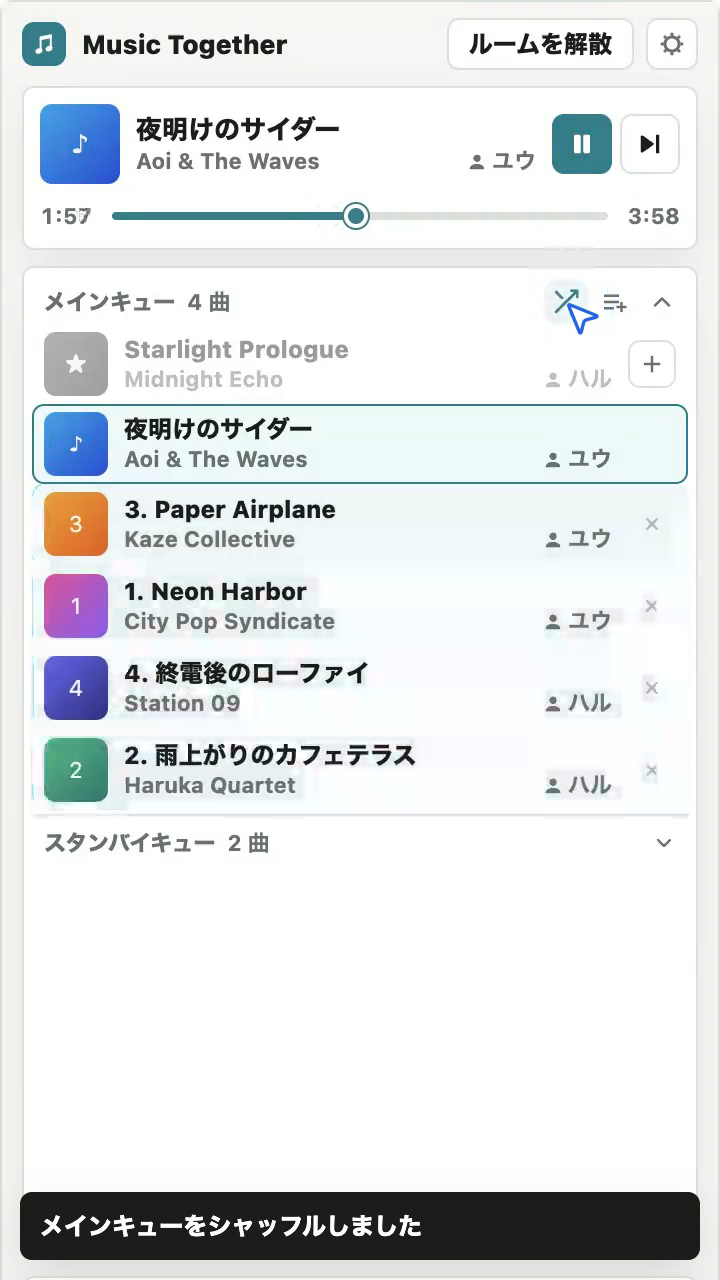 Music Together
ルームを解散
夜明けのサイダー
Aoi & The Waves
ユウ
1:57
3:58
メインキュー 4 曲
Starlight Prologue
Midnight Echo
ハル
夜明けのサイダー
Aoi & The Waves
ユウ
3
3. Paper Airplane
Kaze Collective
ユウ
1
1. Neon Harbor
City Pop Syndicate
ユウ
4
4. 終電後のローファイ
Station 09
ハル
2
2. 雨上がりのカフェテラス
Haruka Quartet
ハル
スタンバイキュー 2 曲
メインキューをシャッフルしました